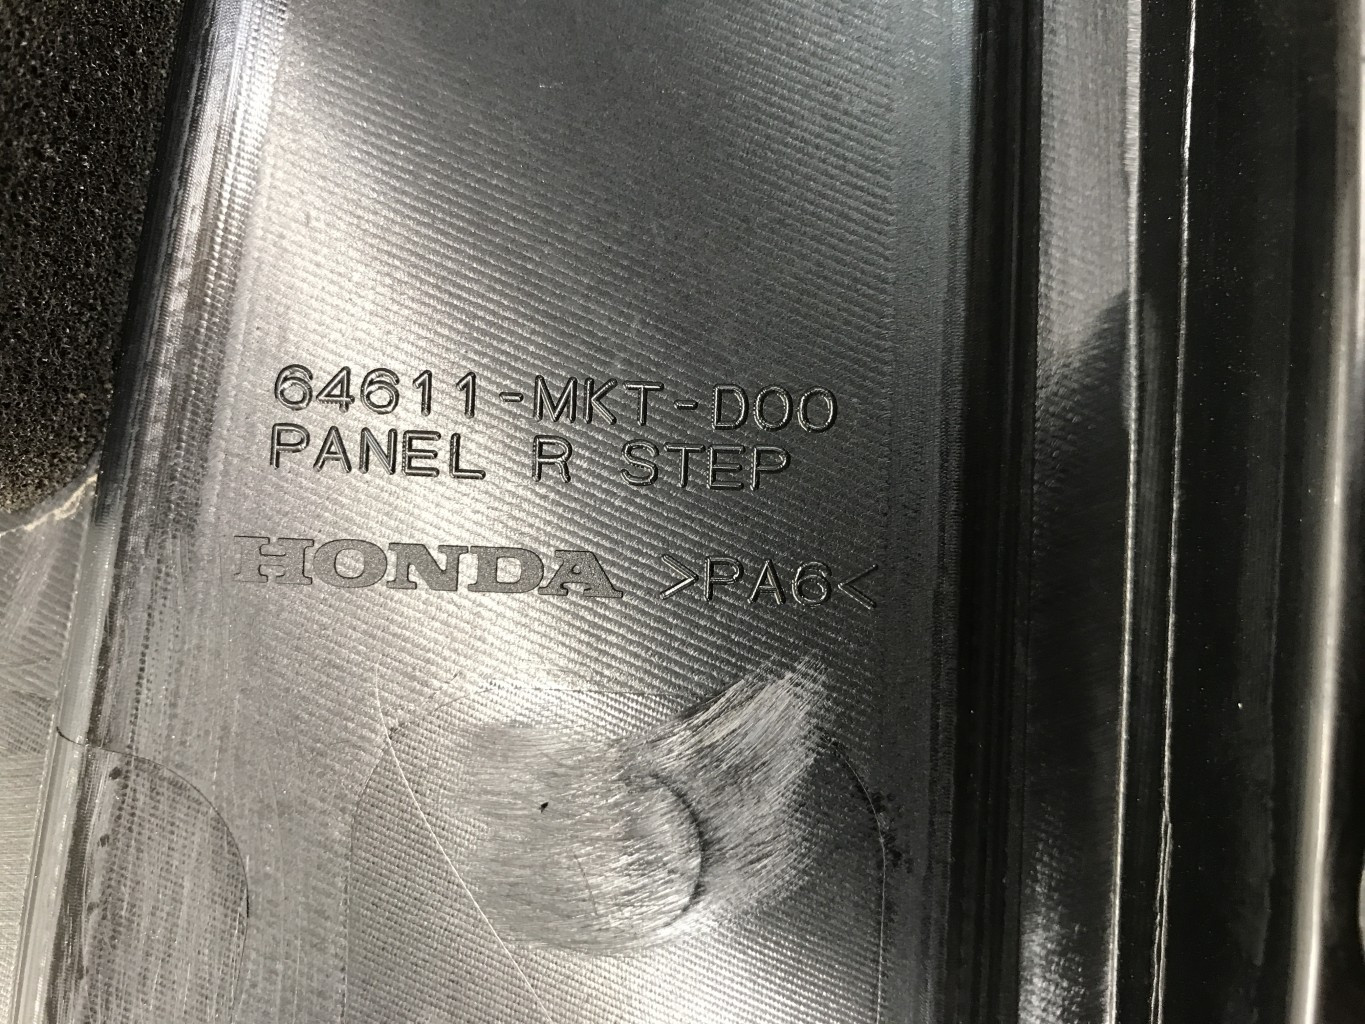 64611-MKT-D00
PANEL R STEP
HONDA >PA6<